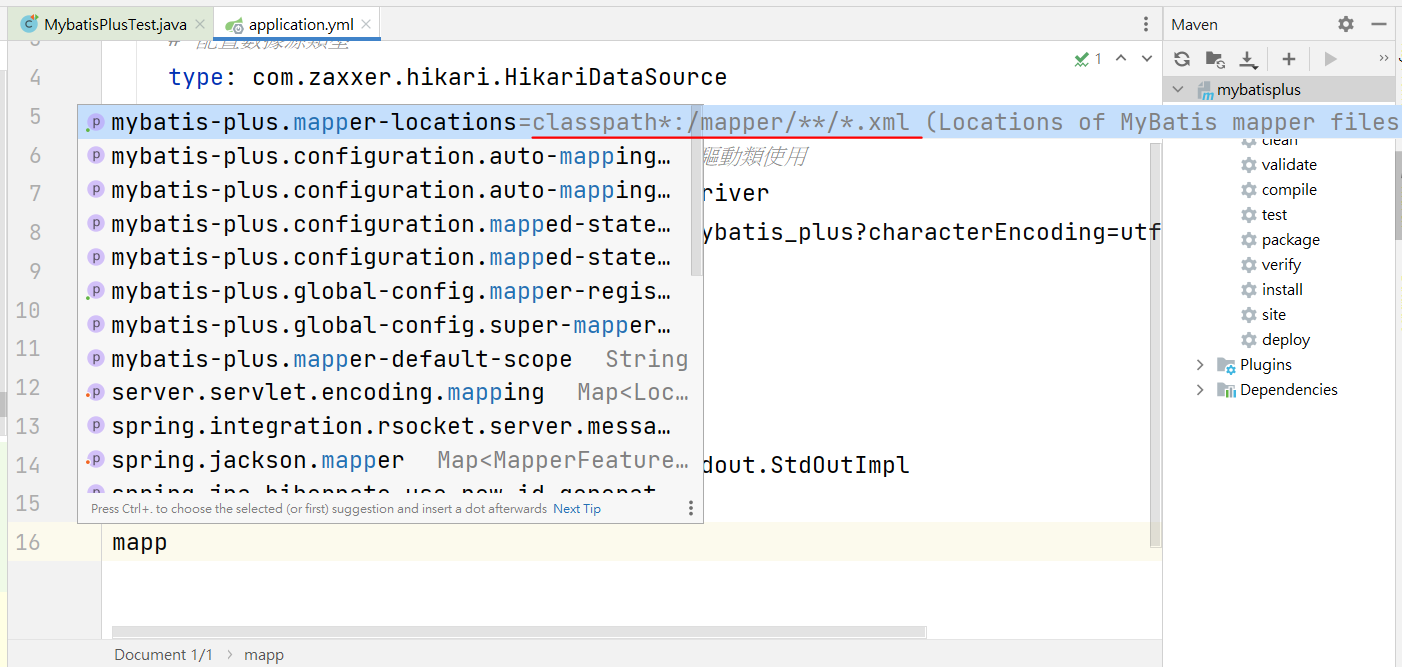 MybatisPlusTest.java
application.yml
Maven
3
# 配置數據源類型
1
4
type: com.zaxxer.hikari.HikariDataSource
mybatisplus
5
mybatis-plus.mapper-locations=classpath*:/mapper/**/*.xml (Locations of MyBatis mapper files
clean
6
mybatis-plus.configuration.auto-mapping…
驅動類使用
validate
7
mybatis-plus.configuration.auto-mapping…
river
compile
8
mybatis-plus.configuration.mapped-state…
ybatis_plus?characterEncoding=utf
test
package
9
mybatis-plus.configuration.mapped-state…
verify
10
mybatis-plus.global-config.mapper-regis…
install
11
mybatis-plus.global-config.super-mapper…
site
deploy
mybatis-plus.mapper-default-scope String
Plugins
12
server.servlet.encoding.mapping Map<Loc…
Dependencies
13
spring.integration.rsocket.server.messa…
14
spring.jackson.mapper Map<MapperFeature…
dout.StdOutImpl
15
spring.jpa.hibernate.use-new-id-generat…
Press Ctrl+. to choose the selected (or first) suggestion and insert a dot afterwards Next Tip
16
mapp
Document 1/1 > mapp